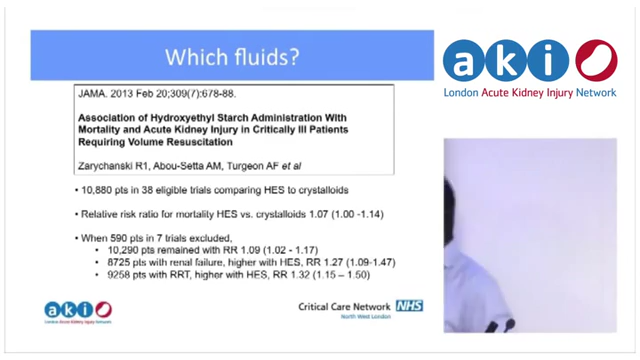 Which fluids?
JAMA. 2013 Feb 20;309(7):678-88.
Association of Hydroxyethyl Starch Administration With
Mortality and Acute Kidney Injury in Critically Ill Patients
Requiring Volume Resuscitation
Zarychanski R1, Abou-Setta AM, Turgeon AF et al
• 10,880 pts in 38 eligible trials comparing HES to crystalloids
• Relative risk ratio for mortality HES vs. crystalloids 1.07 (1.00 -1.14)
• When 590 pts in 7 trials excluded,
• 10,290 pts remained with RR 1.09 (1.02 - 1.17)
• 8725 pts with renal failure, higher with HES, RR 1.27 (1.09-1.47)
• 9258 pts with RRT, higher with HES, RR 1.32 (1.15 – 1.50)
aki
London Acute Kidney Injury Network
Critical Care Network NHS
North West London
aki
London Acute Kidney Injury Network